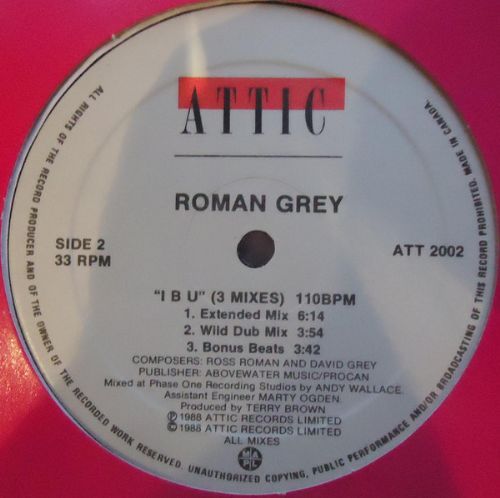 ATTIC
ROMAN GREY
SIDE 2
33 RPM
ATT 2002
"I B U" (3 MIXES) 110BPM
1. Extended Mix 6:14
2. Wild Dub Mix 3:54
3. Bonus Beats 3:42
COMPOSERS: ROSS ROMAN AND DAVID GREY
PUBLISHER: ABOVEWATER MUSIC/PROCAN
Mixed at Phase One Recording Studios by ANDY WALLACE.
Assistant Engineer MARTY OGDEN.
Produced by TERRY BROWN
℗ 1988 ATTIC RECORDS LIMITED
© 1988 ATTIC RECORDS LIMITED
ALL MIXES
MAPL
ALL RIGHTS OF THE RECORD PRODUCER AND OF THE OWNER OF THE RECORDED WORK RESERVED. UNAUTHORIZED COPYING, PUBLIC PERFORMANCE AND/OR BROADCASTING OF THIS RECORD PROHIBITED. MADE IN CANADA.